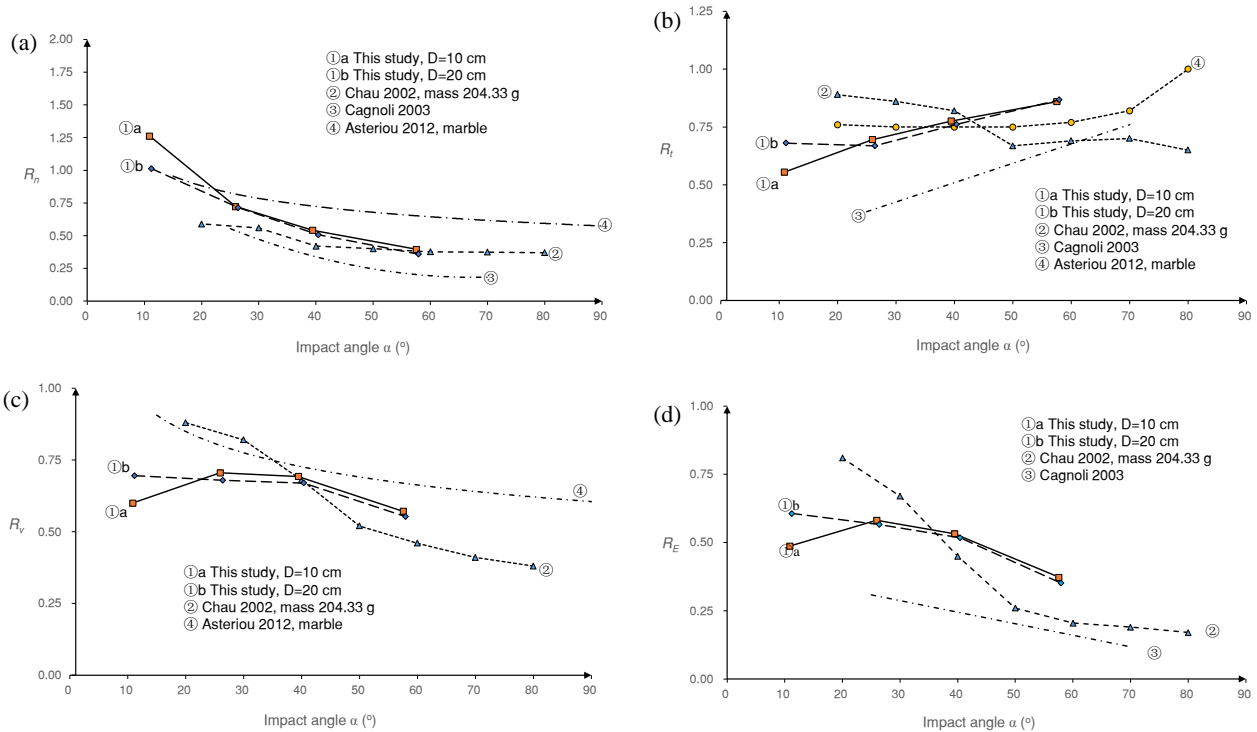 (a)
2.00
1.75
1.50
1.25
1.00
0.75
0.50
0.25
0.00
Rn
①a This study, D=10 cm
①b This study, D=20 cm
② Chau 2002, mass 204.33 g
③ Cagnoli 2003
④ Asteriou 2012, marble
①a
①b
④
②
③
0 10 20 30 40 50 60 70 80 90
Impact angle α (°)
(b)
1.25
1.00
0.75
0.50
0.25
0.00
Rt
②
④
①b
①a
③
①a This study, D=10 cm
①b This study, D=20 cm
② Chau 2002, mass 204.33 g
③ Cagnoli 2003
④ Asteriou 2012, marble
0 10 20 30 40 50 60 70 80 90
Impact angle α (°)
(c)
1.00
0.75
0.50
0.25
0.00
Rv
①b
①a
④
②
①a This study, D=10 cm
①b This study, D=20 cm
② Chau 2002, mass 204.33 g
④ Asteriou 2012, marble
0 10 20 30 40 50 60 70 80 90
Impact angle α (°)
(d)
1.00
0.75
0.50
0.25
0.00
RE
①a This study, D=10 cm
①b This study, D=20 cm
② Chau 2002, mass 204.33 g
③ Cagnoli 2003
①b
①a
②
③
0 10 20 30 40 50 60 70 80 90
Impact angle α (°)